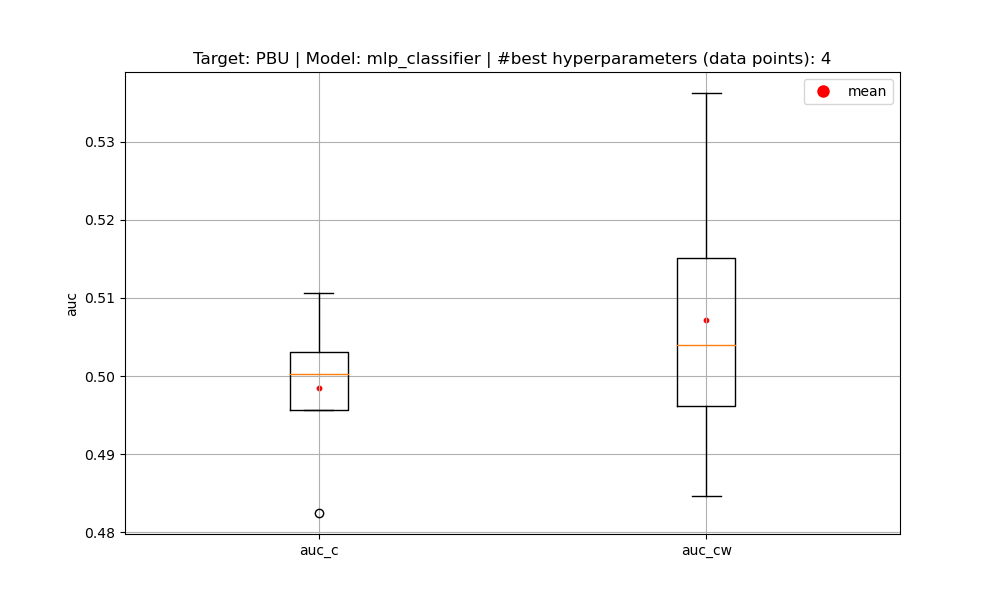 Target: PBU | Model: mlp_classifier | #best hyperparameters (data points): 4
mean
0.53
0.52
0.51
0.50
0.49
0.48
auc
auc_c
auc_cw